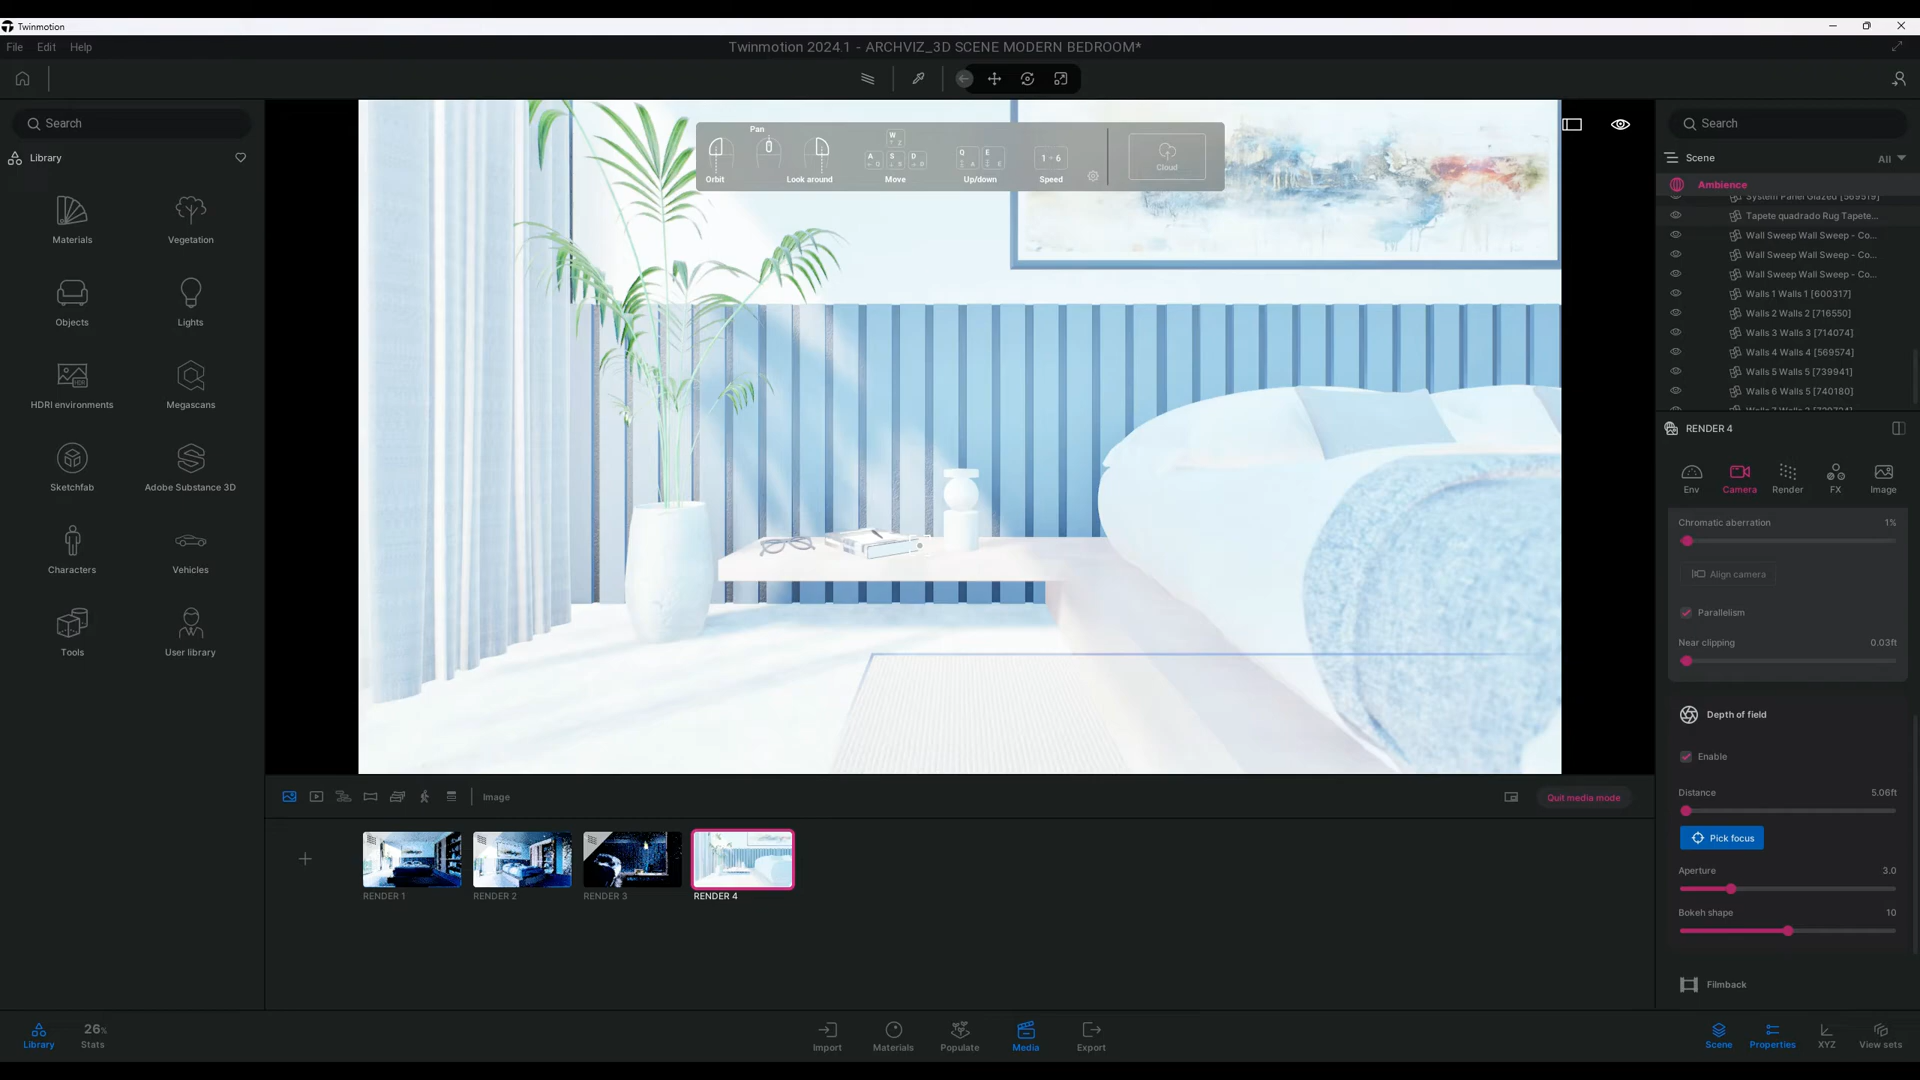 Twinmotion
File Edit Help
Twinmotion 2024.1 - ARCHVIZ_3D SCENE MODERN BEDROOM*
Search
Library
Materials
Vegetation
Objects
Lights
HDRI environments
Megascans
Sketchfab
Adobe Substance 3D
Characters
Vehicles
Tools
User library
Pan
Orbit
Look around
W
A S D
Move
Q E
Up/down
1 - 6
Speed
Cloud
Search
Scene
All
Ambience
System Panel Glazed [569519]
Tapete quadrado Rug Tapete...
Wall Sweep Wall Sweep - Co...
Wall Sweep Wall Sweep - Co...
Wall Sweep Wall Sweep - Co...
Walls 1 Walls 1 [600317]
Walls 2 Walls 2 [716550]
Walls 3 Walls 3 [714074]
Walls 4 Walls 4 [569574]
Walls 5 Walls 5 [739941]
Walls 6 Walls 5 [740180]
RENDER 4
Env
Camera
Render
FX
Image
Chromatic aberration 1%
Align camera
Parallelism
Near clipping 0.03ft
Depth of field
Enable
Distance 5.06ft
Pick focus
Aperture 3.0
Bokeh shape 10
Filmback
Image
Quit media mode
RENDER 1
RENDER 2
RENDER 3
RENDER 4
Library
26%
Stats
Import
Materials
Populate
Media
Export
Scene
Properties
XYZ
View sets